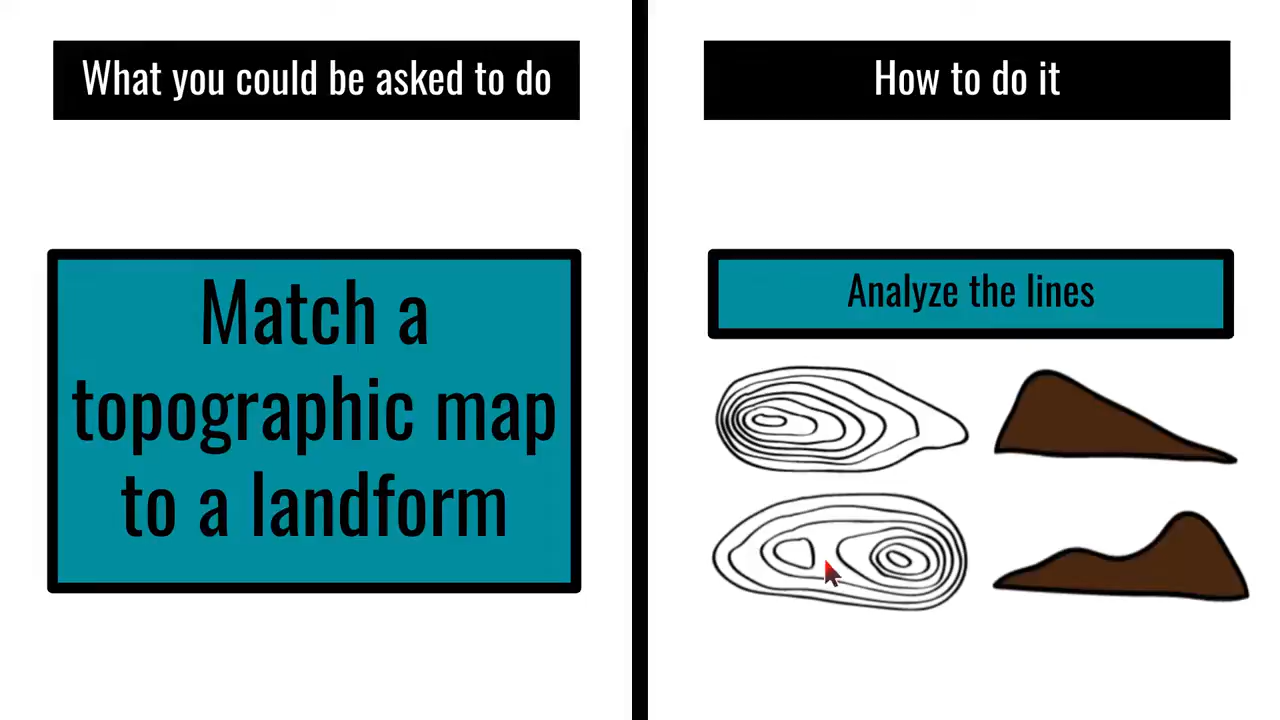 What you could be asked to do
How to do it
Match a
topographic map
to a landform
Analyze the lines